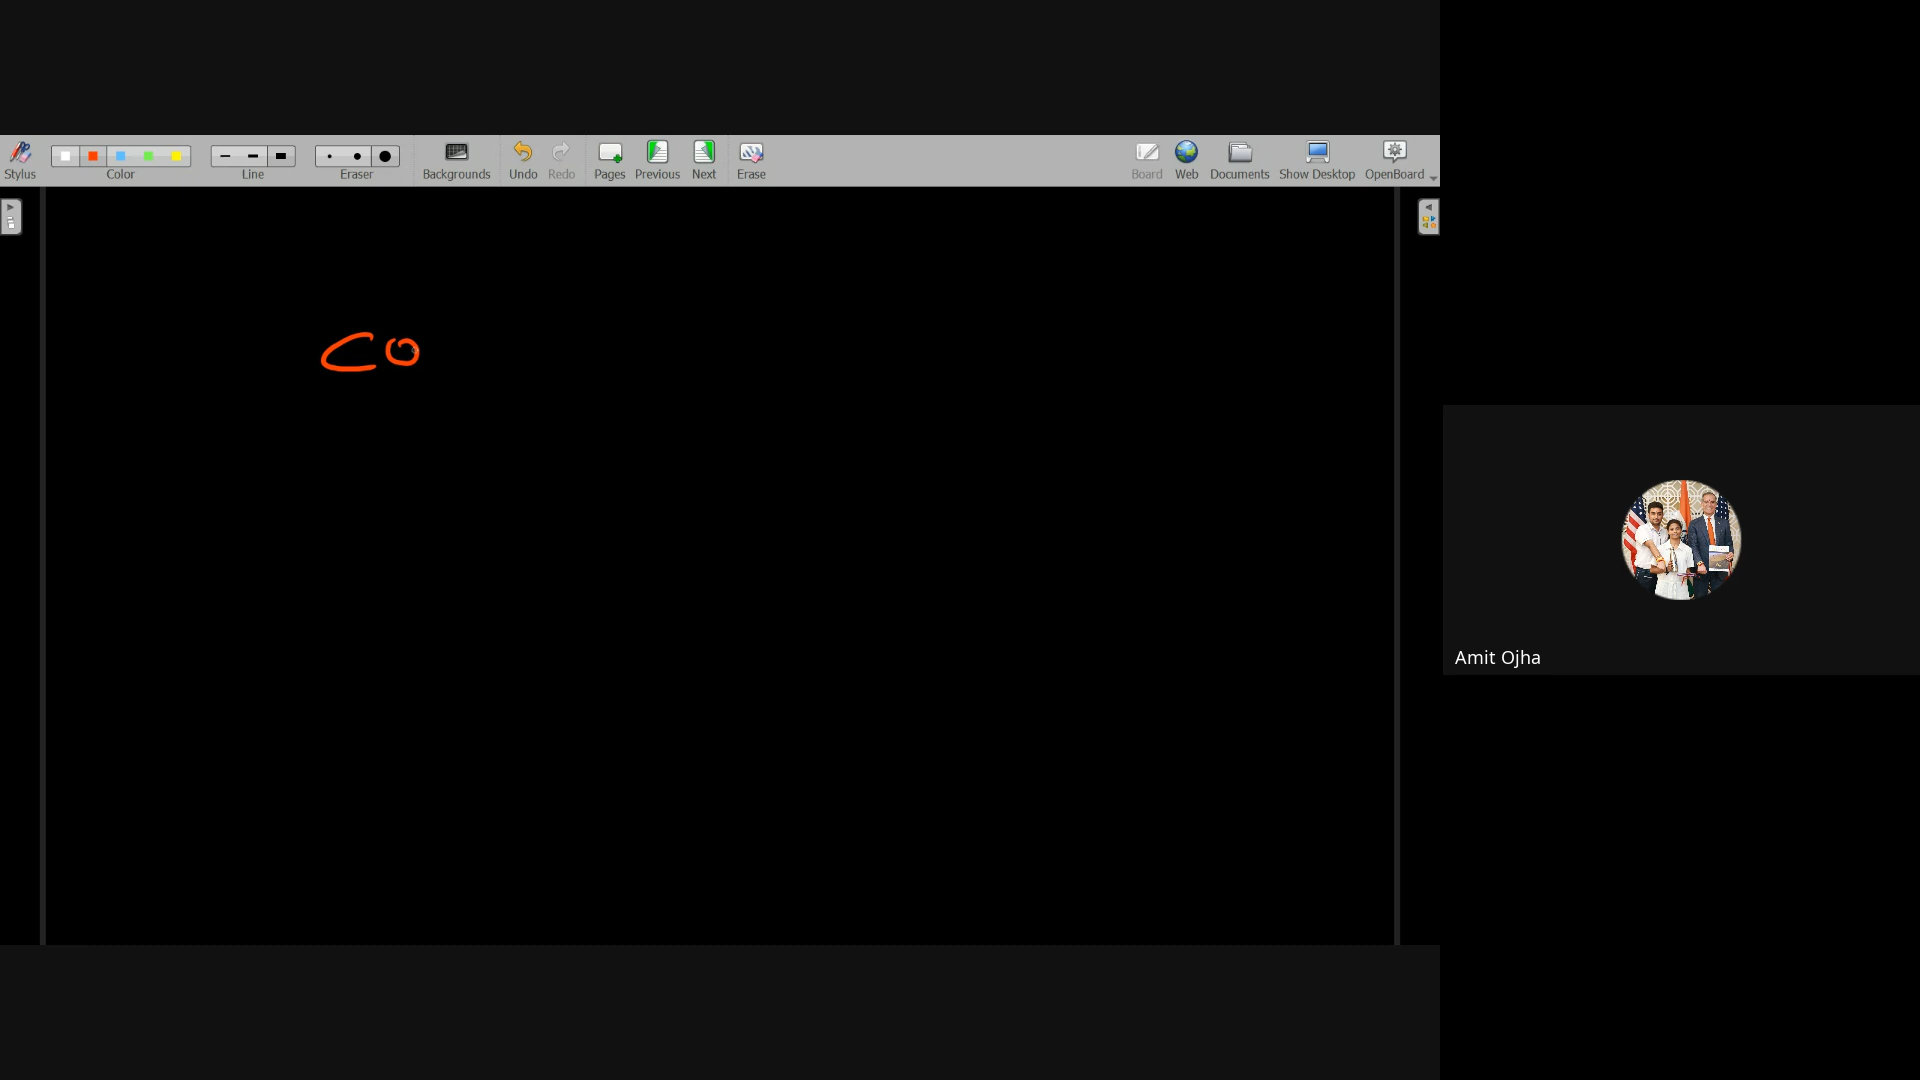 Stylus Color Line Eraser Backgrounds Undo Redo Pages Previous Next Erase Board Web Documents Show Desktop OpenBoard
Co
Amit Ojha